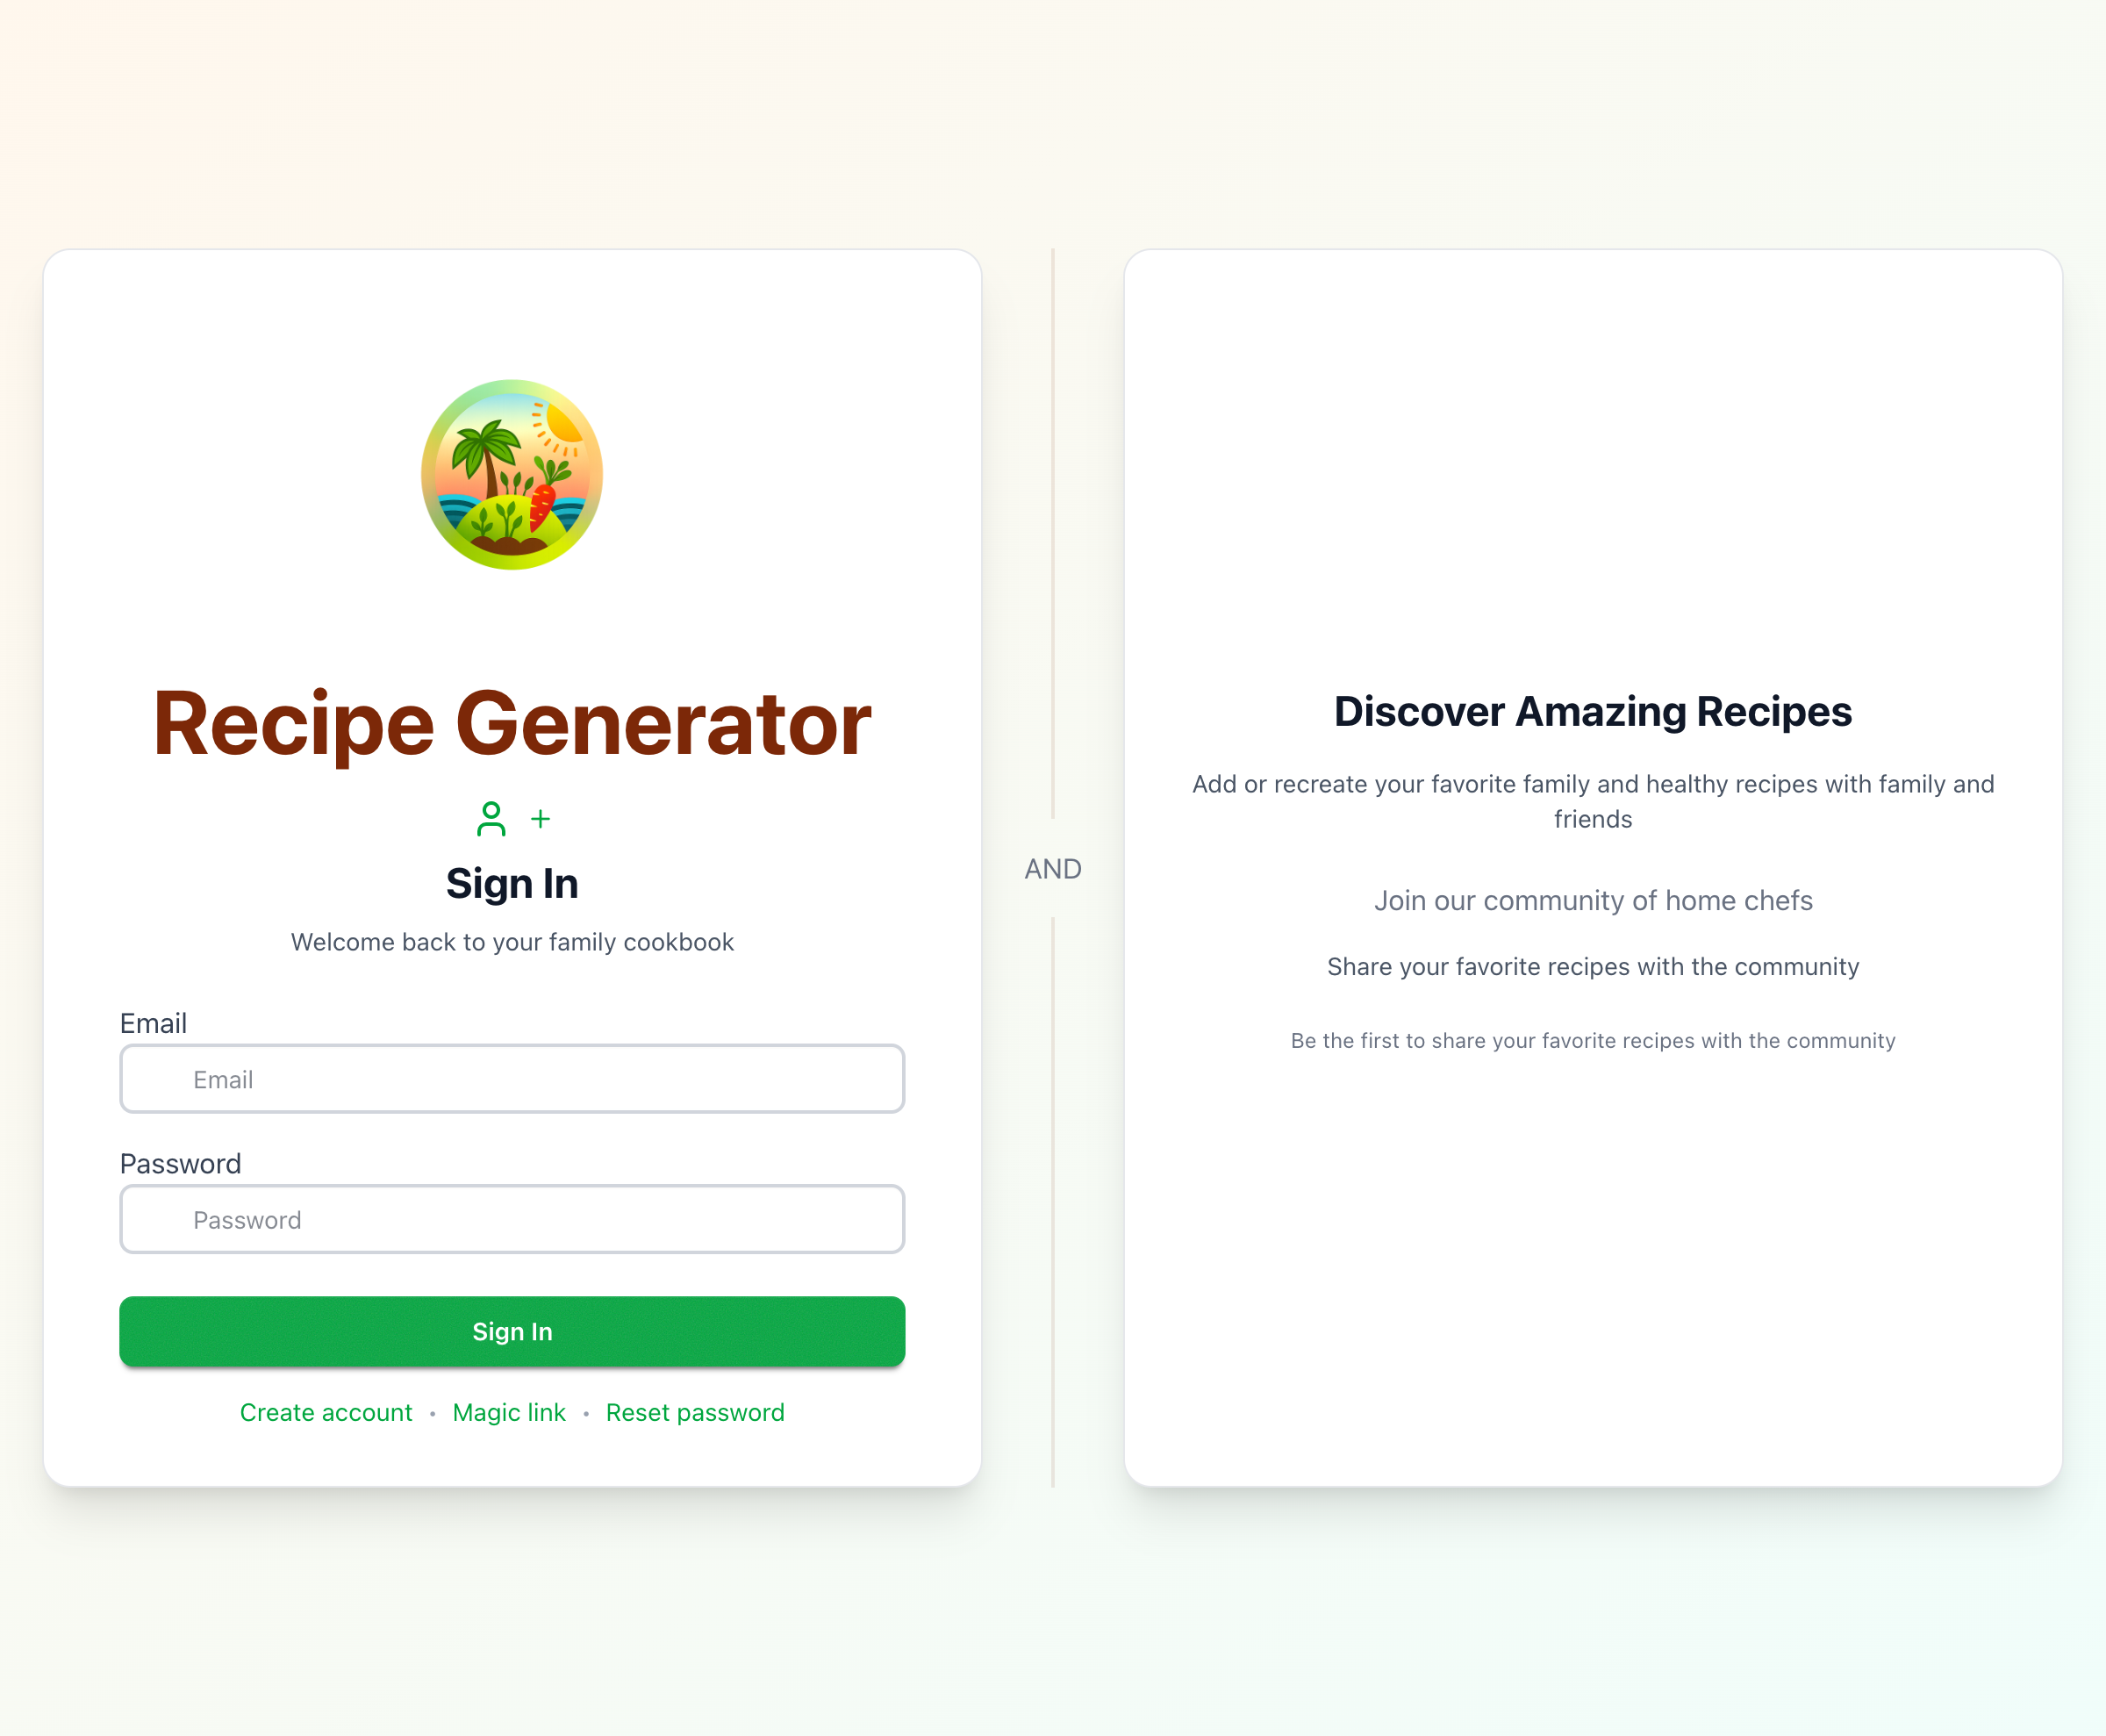 Recipe Generator
Sign In
Welcome back to your family cookbook
Email
Email
Password
Password
Sign In
Create account • Magic link • Reset password
AND
Discover Amazing Recipes
Add or recreate your favorite family and healthy recipes with family and
friends
Join our community of home chefs
Share your favorite recipes with the community
Be the first to share your favorite recipes with the community